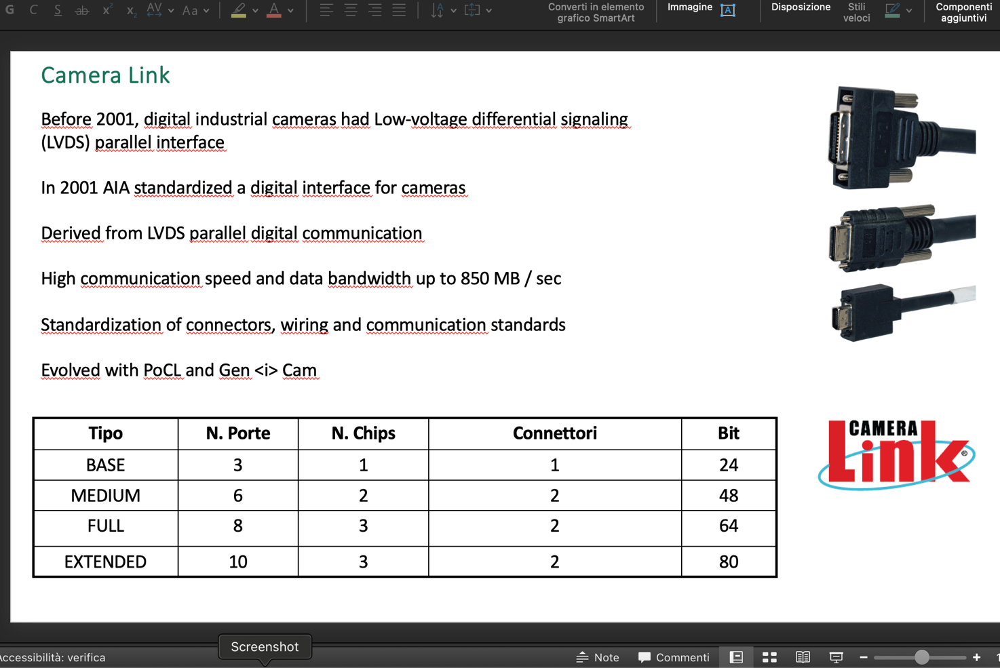 G C S ab x² x₂ AV Aa A
Converti in elemento
grafico SmartArt
Immagine
A
Disposizione
Stili
veloci
Componenti
aggiuntivi
Camera Link
Before 2001, digital industrial cameras had Low-voltage differential signaling
(LVDS) parallel interface
In 2001 AIA standardized a digital interface for cameras
Derived from LVDS parallel digital communication
High communication speed and data bandwidth up to 850 MB / sec
Standardization of connectors, wiring and communication standards
Evolved with PoCL and Gen <i> Cam
Tipo N. Porte N. Chips Connettori Bit
BASE 3 1 1 24
MEDIUM 6 2 2 48
FULL 8 3 2 64
EXTENDED 10 3 2 80
CAMERA
Link ®
Screenshot
Accessibilità: verifica
Note
Commenti